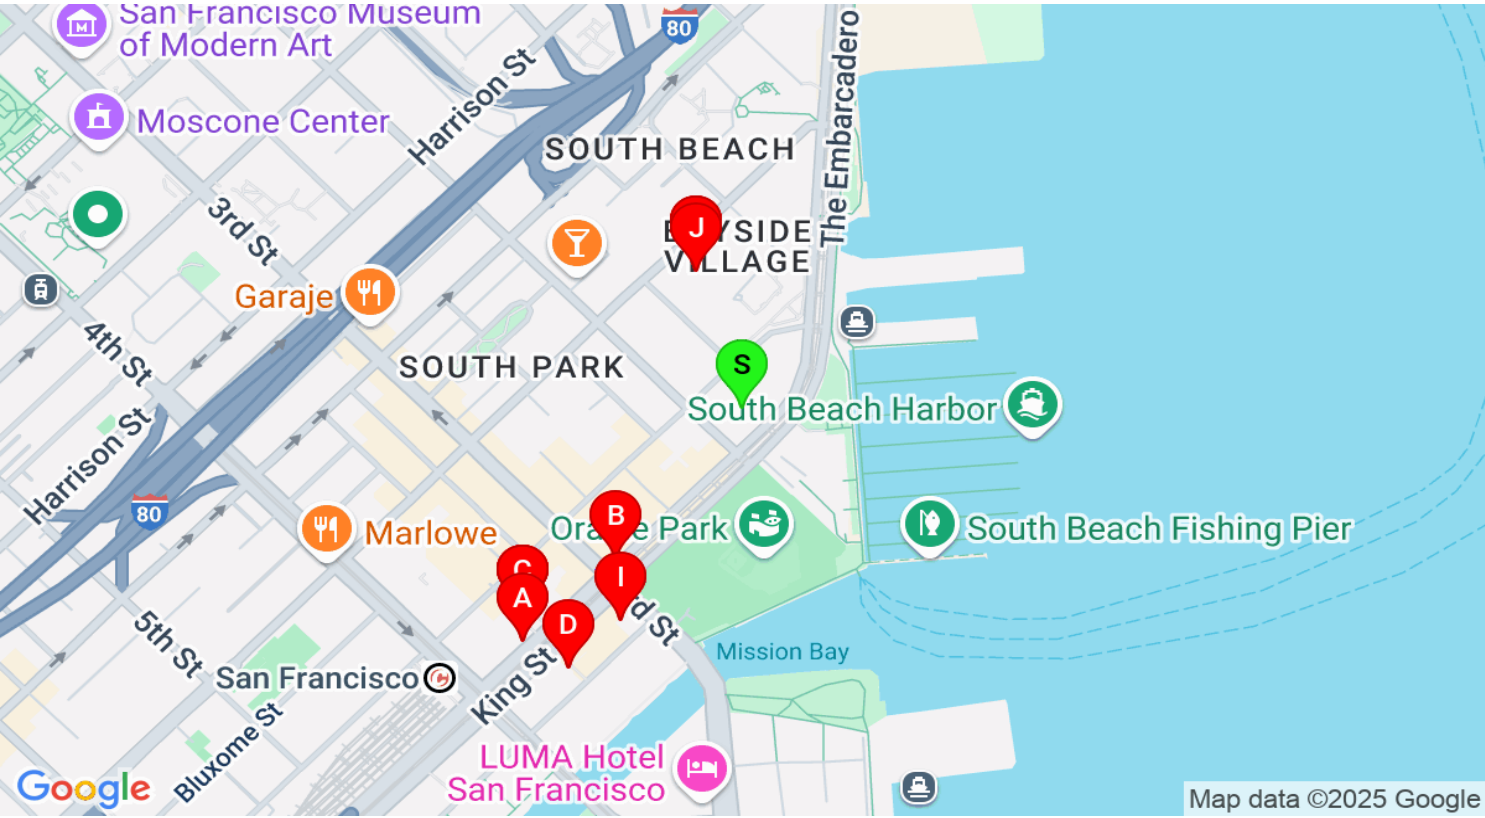 San Francisco Museum
of Modern Art
80
Harrison St
The Embarcadero
Moscone Center
SOUTH BEACH
3rd St
J
YSIDE
VILLAGE
Garaje
4th St
SOUTH PARK
S
South Beach Harbor
Harrison St
80
Marlowe
B
Park
South Beach Fishing Pier
C
A
I
D
rd St
5th St
San Francisco
King St
Mission Bay
Bluxome St
LUMA Hotel
San Francisco
Google
Map data ©2025 Google